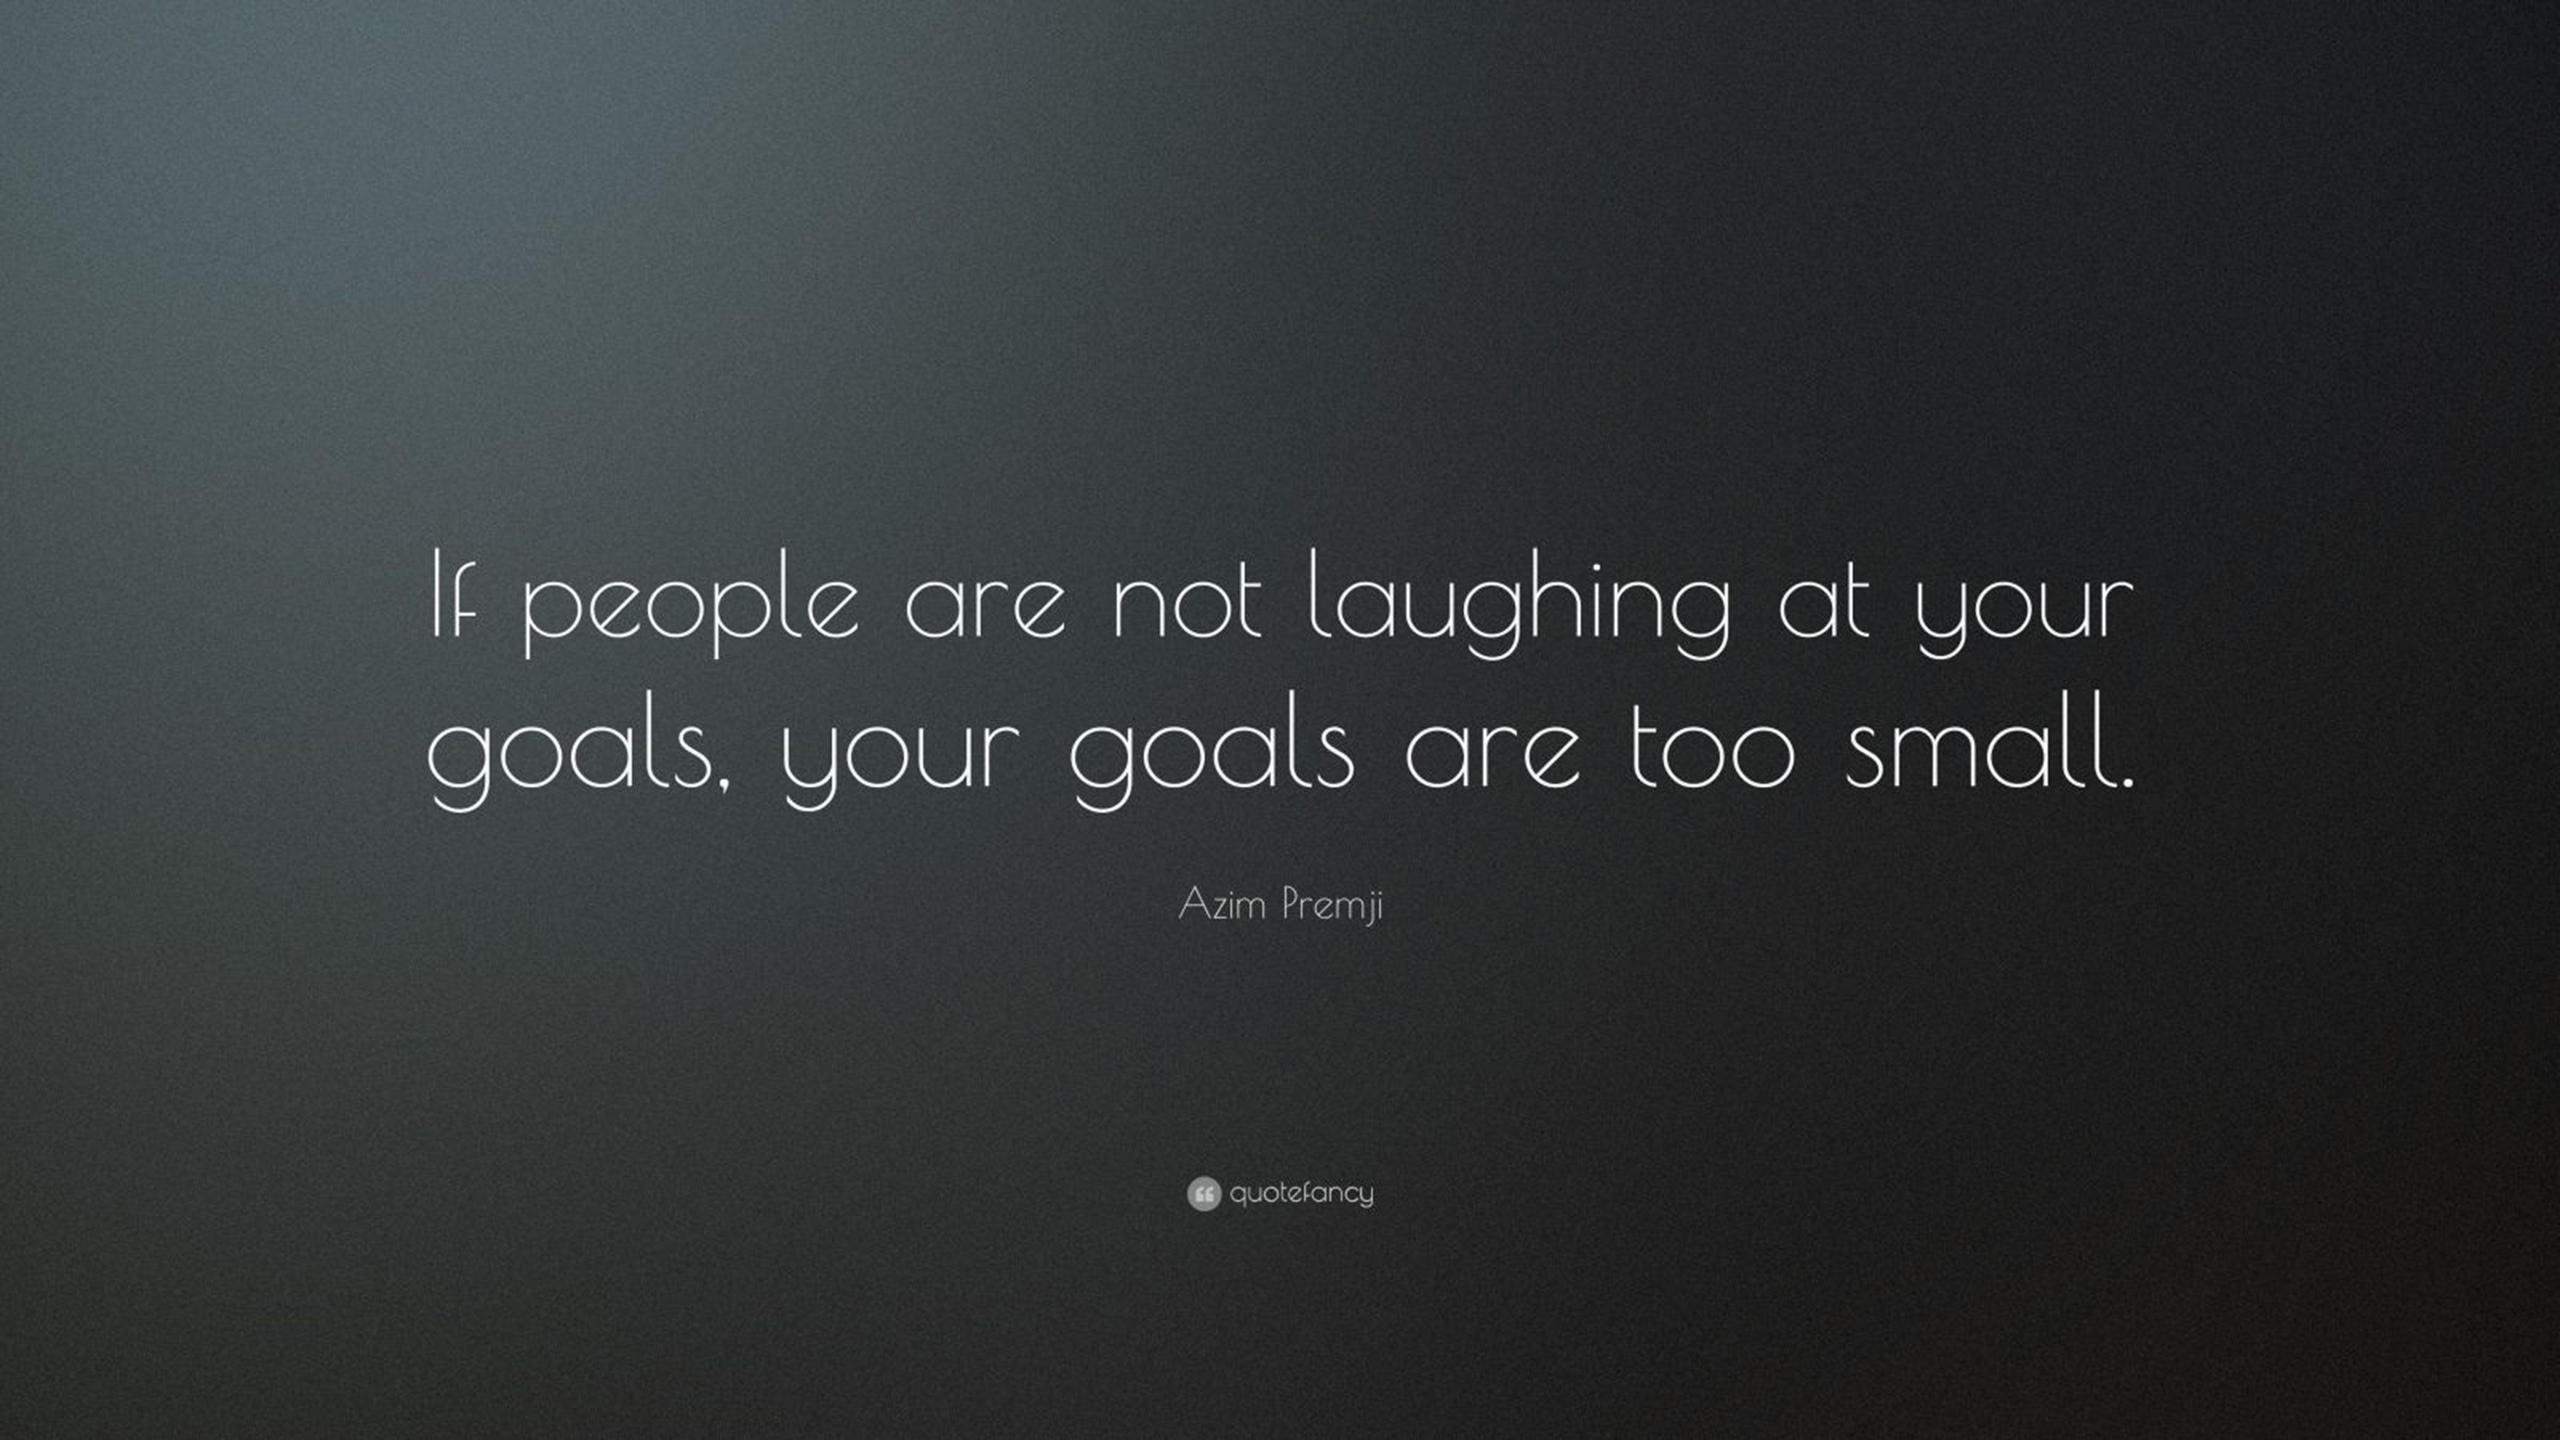 If people are not laughing at your
goals, your goals are too small.
Azim Premji
quotefancy